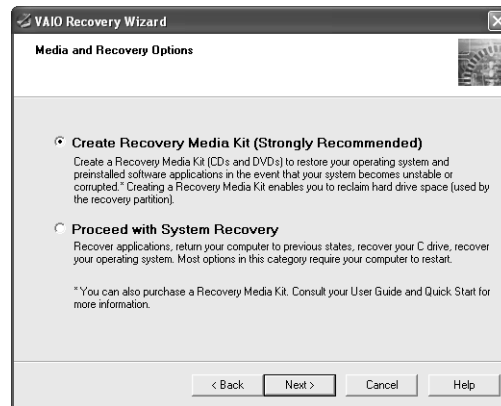 VAIO Recovery Wizard
Media and Recovery Options
Create Recovery Media Kit (Strongly Recommended)
Create a Recovery Media Kit (CDs and DVDs) to restore your operating system and
preinstalled software applications in the event that your system becomes unstable or
corrupted.* Creating a Recovery Media Kit enables you to reclaim hard drive space (used by
the recovery partition).
Proceed with System Recovery
Recover applications, return your computer to previous states, recover your C drive, recover
your operating system. Most options in this category require your computer to restart.
*You can also purchase a Recovery Media Kit. Consult your User Guide and Quick Start for
more information.
< Back Next > Cancel Help